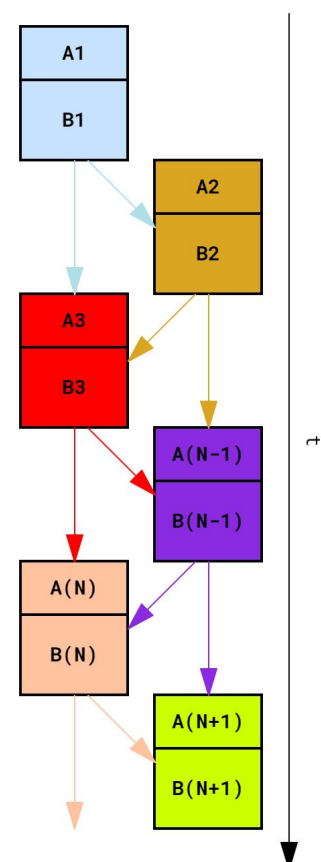 A1
B1
A2
B2
A3
B3
A(N-1)
B(N-1)
A(N)
B(N)
A(N+1)
B(N+1)
t